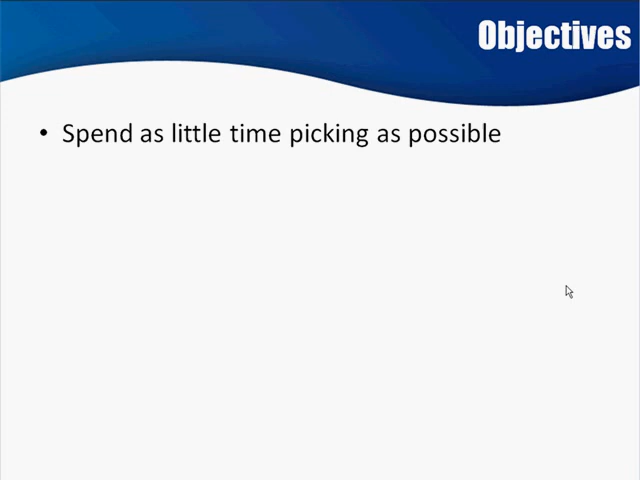 Objectives
• Spend as little time picking as possible